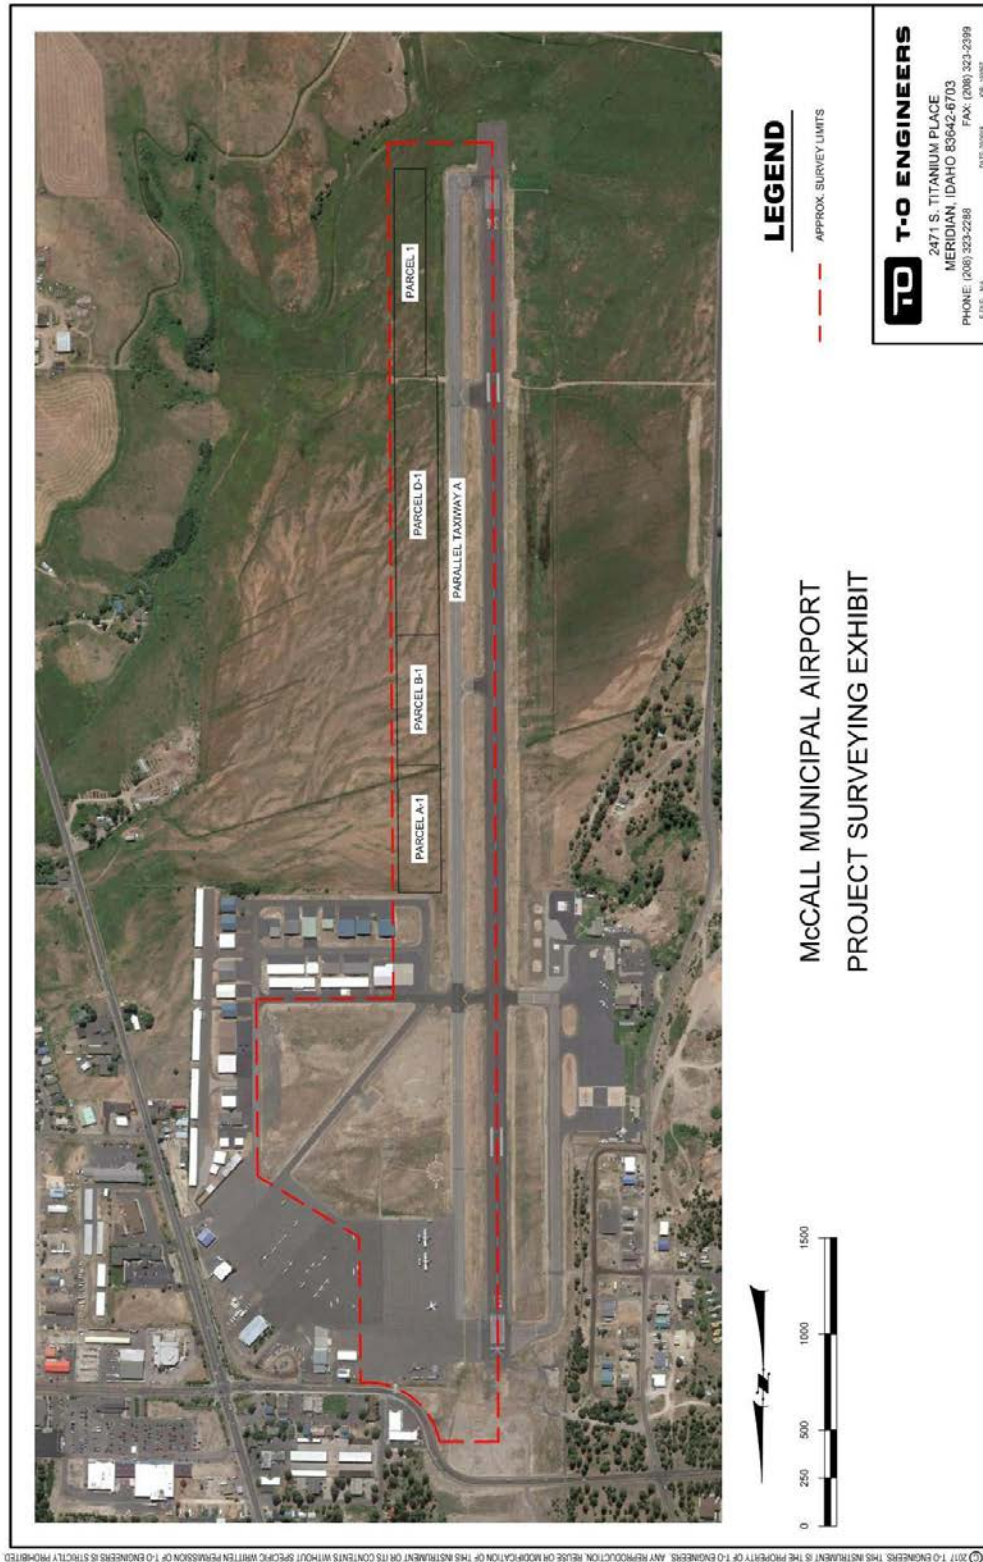 PARCEL 1
PARCEL D-1
PARCEL B-1
PARCEL A-1
PARALLEL TAXIWAY A
LEGEND
APPROX. SURVEY LIMITS
TO T-O ENGINEERS
2471 S. TITANIUM PLACE
MERIDIAN, IDAHO 83642-6703
PHONE: (208) 323-2288 FAX: (208) 323-2399
McCALL MUNICIPAL AIRPORT
PROJECT SURVEYING EXHIBIT
0 250 500 1000 1500
© 2017 T-O ENGINEERS. THIS INSTRUMENT IS THE PROPERTY OF T-O ENGINEERS. ANY REPRODUCTION, REUSE OR MODIFICATION OF THIS INSTRUMENT OR ITS CONTENTS WITHOUT SPECIFIC WRITTEN PERMISSION OF T-O ENGINEERS IS STRICTLY PROHIBITED.